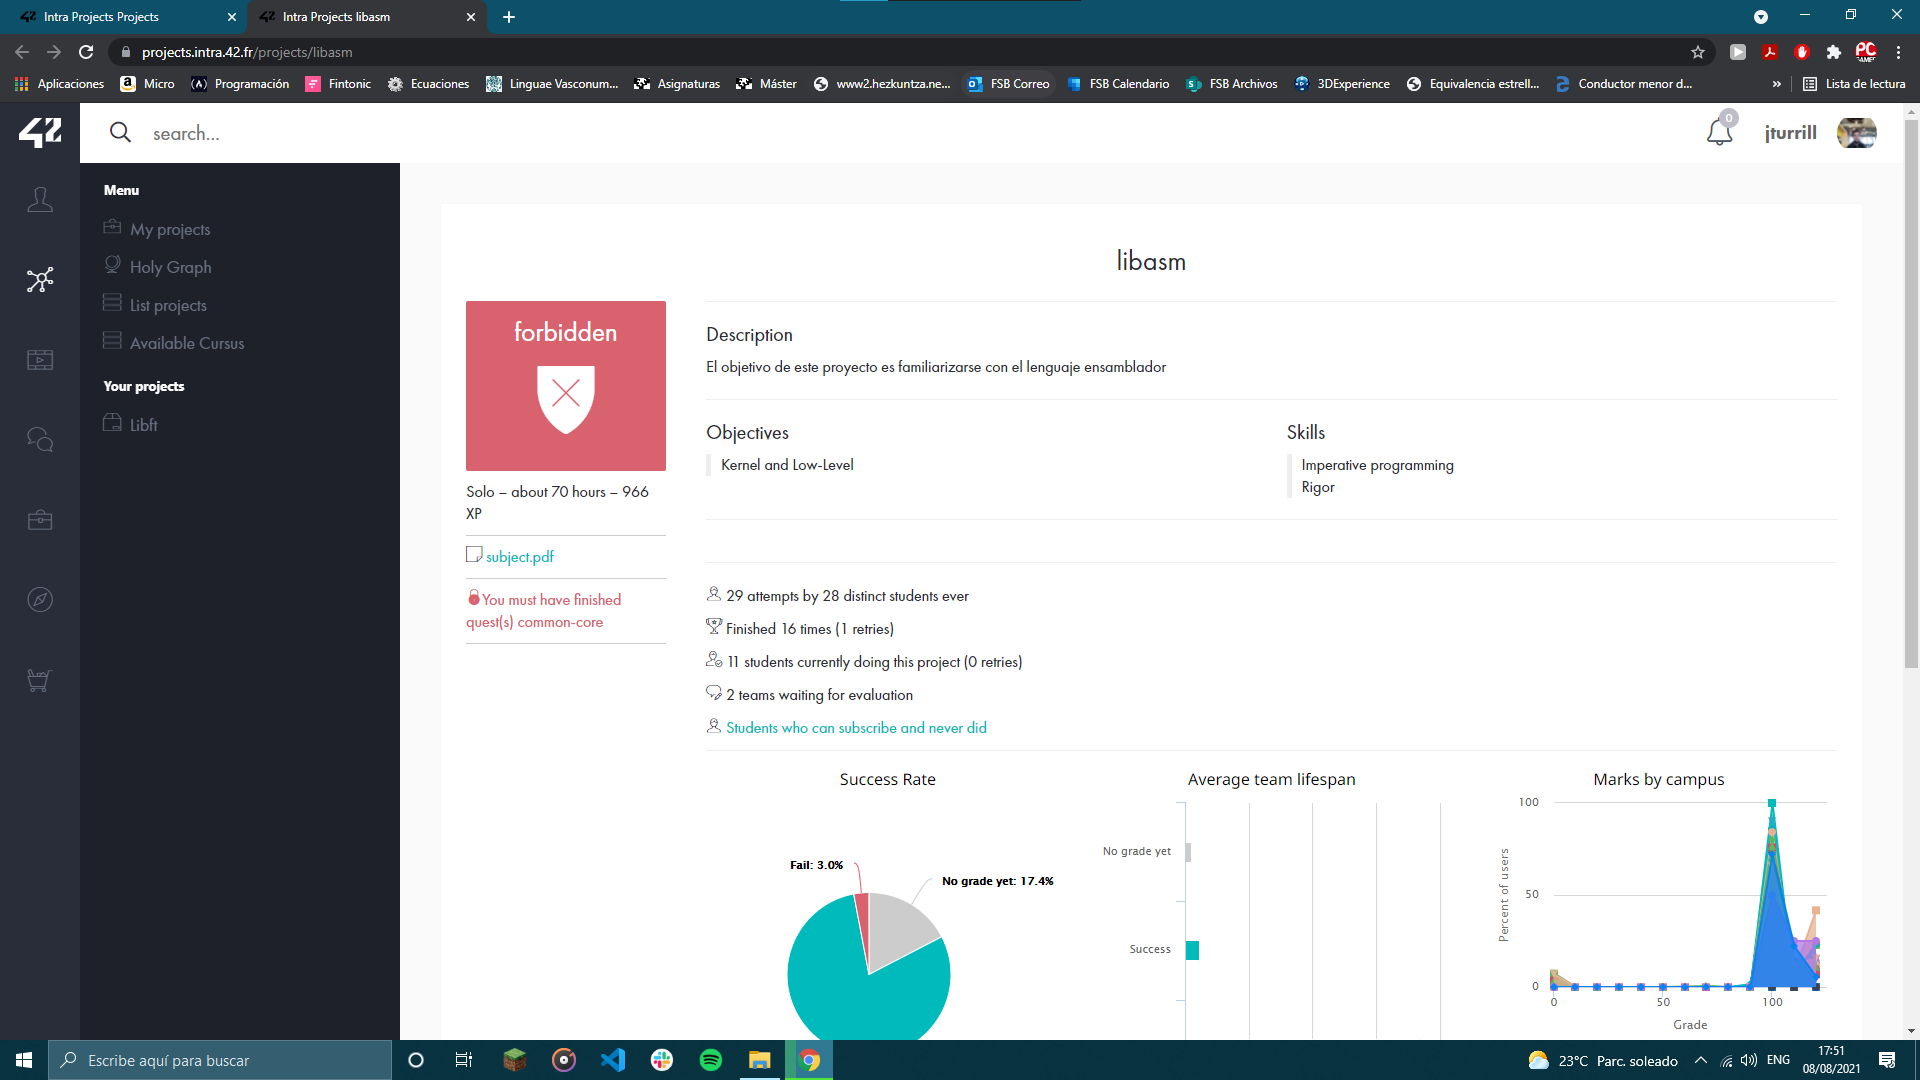 Intra Projects Projects
Intra Projects libasm
projects.intra.42.fr/projects/libasm
Aplicaciones
Micro
Programación
Fintonic
Ecuaciones
Linguae Vasconum...
Asignaturas
Máster
www2.hezkuntza.ne...
FSB Correo
FSB Calendario
FSB Archivos
3DExperience
Equivalencia estrell...
Conductor menor d...
»
Lista de lectura
42
search...
0
jturrill
Menu
My projects
Holy Graph
List projects
Available Cursus
Your projects
Libft
libasm
forbidden
Solo – about 70 hours – 966
XP
subject.pdf
You must have finished
quest(s) common-core
Description
El objetivo de este proyecto es familiarizarse con el lenguaje ensamblador
Objectives
Kernel and Low-Level
Skills
Imperative programming
Rigor
29 attempts by 28 distinct students ever
Finished 16 times (1 retries)
11 students currently doing this project (0 retries)
2 teams waiting for evaluation
Students who can subscribe and never did
Success Rate
Fail: 3.0%
No grade yet: 17.4%
Average team lifespan
No grade yet
Success
Marks by campus
Percent of users
100
50
0
0
50
100
Grade
Escribe aquí para buscar
23°C Parc. soleado
ENG
17:51
08/08/2021